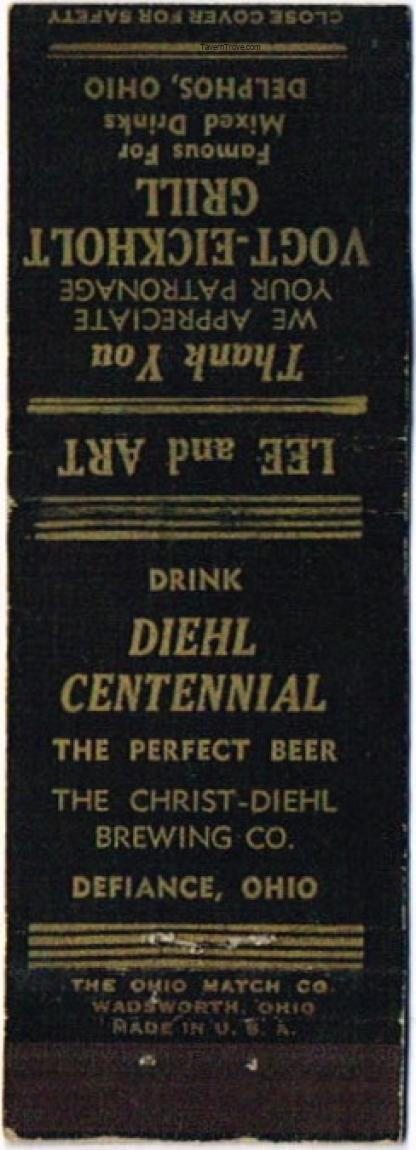 TavernTrove.com
LEE and ART
Thank You
WE APPRECIATE
YOUR PATRONAGE
VOGT-EICKHOLT
GRILL
Famous For
Mixed Drinks
DELPHOS, OHIO
CLOSE COVER FOR SAFETY
DRINK
DIEHL
CENTENNIAL
THE PERFECT BEER
THE CHRIST-DIEHL
BREWING CO.
DEFIANCE, OHIO
THE OHIO MATCH CO.
WADSWORTH, OHIO
MADE IN U. S. A.